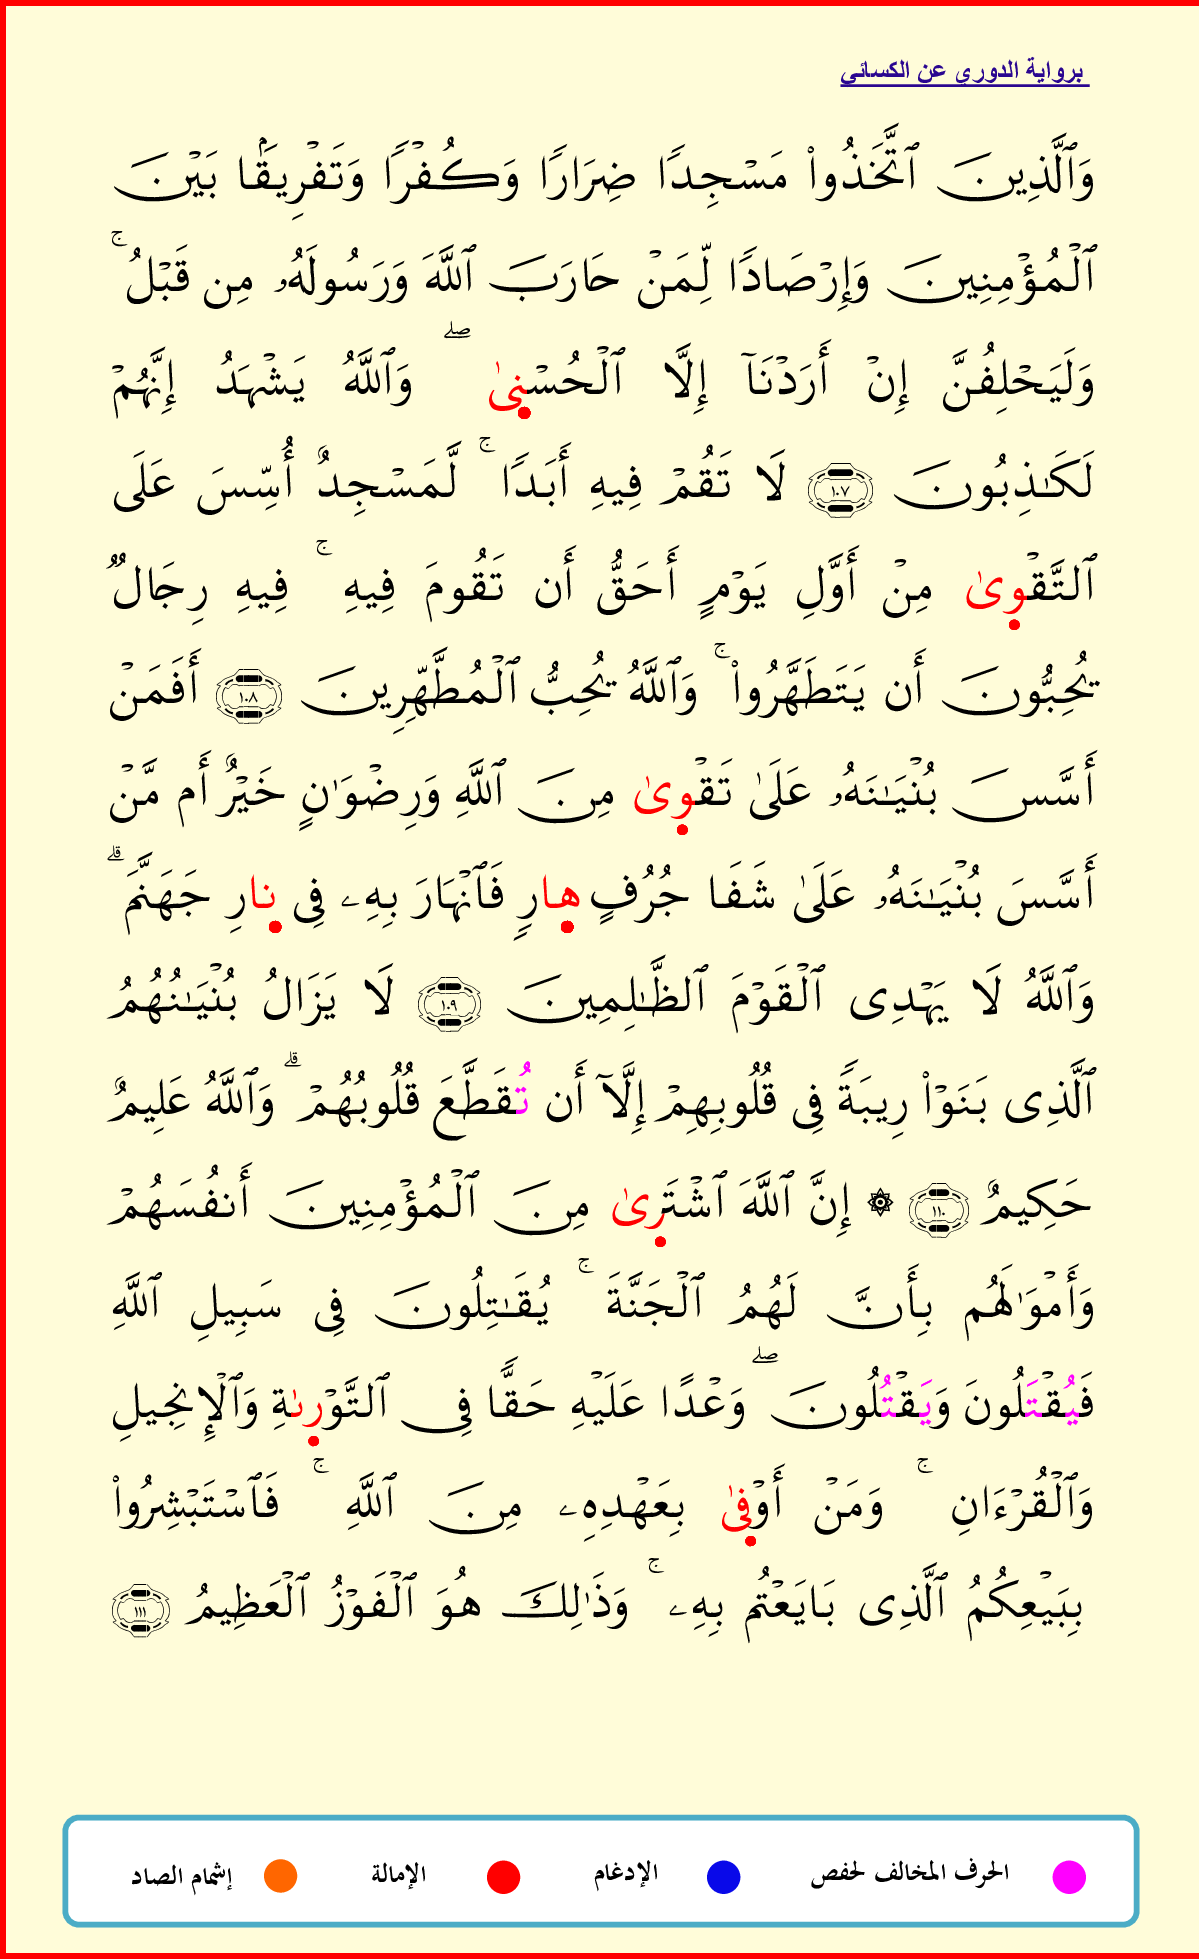 برواية الدوري عن الكسائي
وَٱلَّذِينَ ٱتَّخَذُوا۟ مَسْجِدًا ضِرَارًا وَكُفْرًا وَتَفْرِيقًۢا بَيْنَ
ٱلْمُؤْمِنِينَ وَإِرْصَادًا لِّمَنْ حَارَبَ ٱللَّهَ وَرَسُولَهُۥ مِن قَبْلُ ۚ
وَلَيَحْلِفُنَّ إِنْ أَرَدْنَآ إِلَّا ٱلْحُسْنِىٰ ۖ وَٱللَّهُ يَشْهَدُ إِنَّهُمْ
لَكَـٰذِبُونَ ١٠٧ لَا تَقُمْ فِيهِ أَبَدًا ۚ لَّمَسْجِدٌ أُسِّسَ عَلَى
ٱلتَّقْوِىٰ مِنْ أَوَّلِ يَوْمٍ أَحَقُّ أَن تَقُومَ فِيهِ ۚ فِيهِ رِجَالٌ
يُحِبُّونَ أَن يَتَطَهَّرُوا۟ ۚ وَٱللَّهُ يُحِبُّ ٱلْمُطَّهِّرِينَ ١٠٨ أَفَمَنْ
أَسَّسَ بُنْيَـٰنَهُۥ عَلَىٰ تَقْوِىٰ مِنَ ٱللَّهِ وَرِضْوَٰنٍ خَيْرٌ أَم مَّنْ
أَسَّسَ بُنْيَـٰنَهُۥ عَلَىٰ شَفَا جُرُفٍ هِارٍ فَٱنْهَارَ بِهِۦ فِى نِارِ جَهَنَّمَ ۗ
وَٱللَّهُ لَا يَهْدِى ٱلْقَوْمَ ٱلظَّـٰلِمِينَ ١٠٩ لَا يَزَالُ بُنْيَـٰنُهُمُ
ٱلَّذِى بَنَوْا۟ رِيبَةً فِى قُلُوبِهِمْ إِلَّآ أَن تُقَطَّعَ قُلُوبُهُمْ ۗ وَٱللَّهُ عَلِيمٌ
حَكِيمٌ ١١٠ ۞ إِنَّ ٱللَّهَ ٱشْتَرِىٰ مِنَ ٱلْمُؤْمِنِينَ أَنفُسَهُمْ
وَأَمْوَٰلَهُم بِأَنَّ لَهُمُ ٱلْجَنَّةَ ۚ يُقَـٰتِلُونَ فِى سَبِيلِ ٱللَّهِ
فَيُقْتَلُونَ وَيَقْتُلُونَ ۖ وَعْدًا عَلَيْهِ حَقًّا فِى ٱلتَّوْرِىٰةِ وَٱلْإِنجِيلِ
وَٱلْقُرْءَانِ ۚ وَمَنْ أَوْفِىٰ بِعَهْدِهِۦ مِنَ ٱللَّهِ ۚ فَٱسْتَبْشِرُوا۟
بِبَيْعِكُمُ ٱلَّذِى بَايَعْتُم بِهِۦ ۚ وَذَٰلِكَ هُوَ ٱلْفَوْزُ ٱلْعَظِيمُ ١١١
الحرف المخالف لحفص الإدغام الإمالة إشمام الصاد